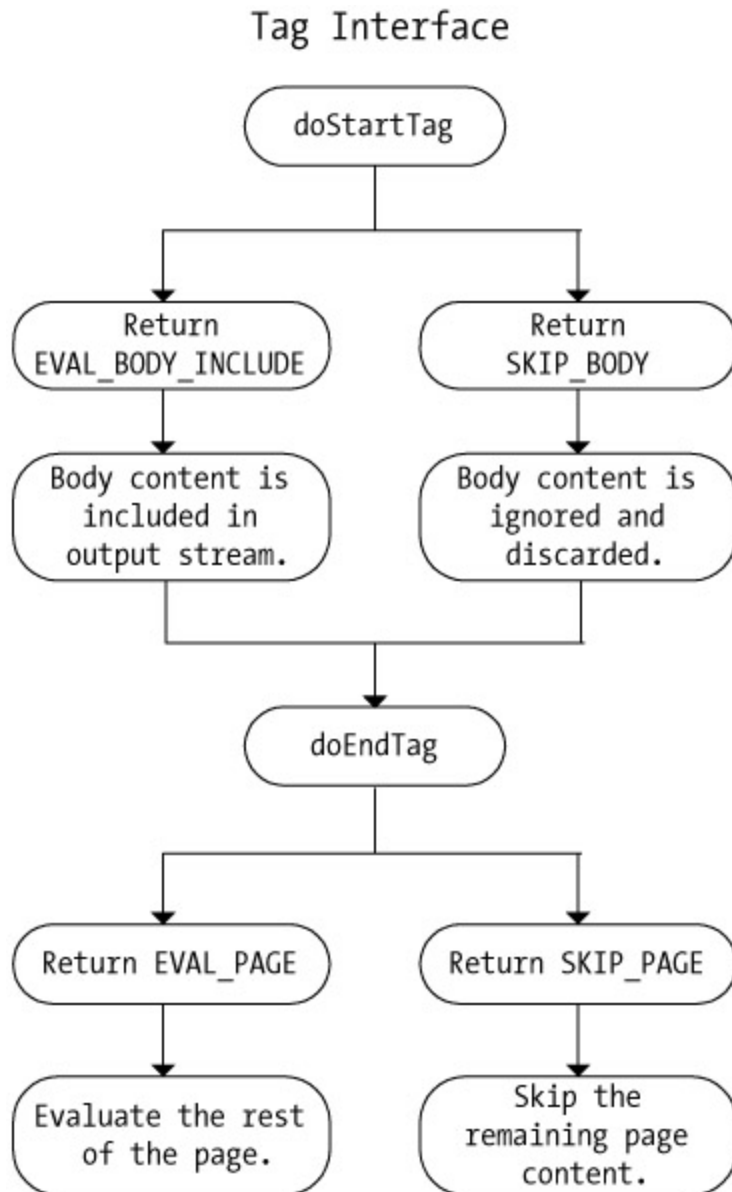 Tag Interface
doStartTag
Return
EVAL_BODY_INCLUDE
Return
SKIP_BODY
Body content is
included in
output stream.
Body content is
ignored and
discarded.
doEndTag
Return EVAL_PAGE
Return SKIP_PAGE
Evaluate the rest
of the page.
Skip the
remaining page
content.